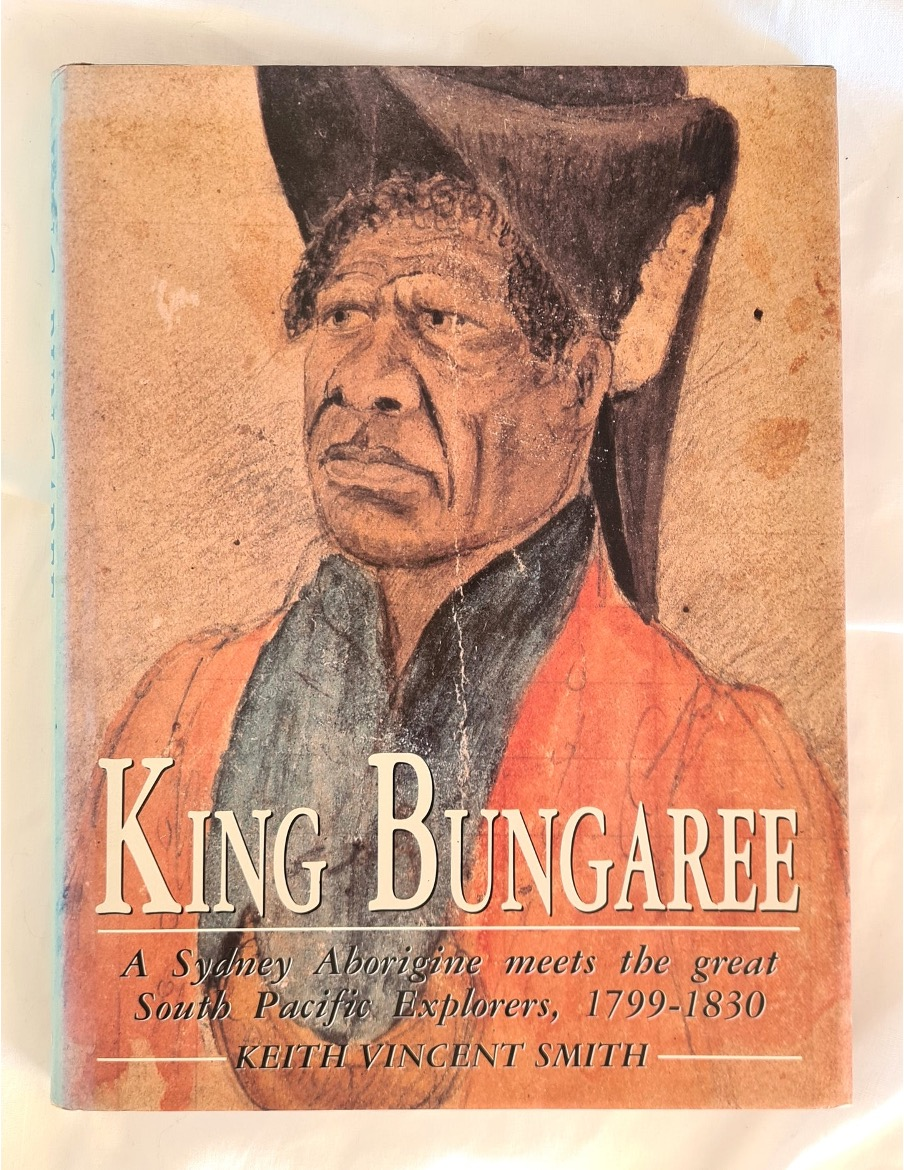 KING BUNGAREE
A Sydney Aborigine meets the great
South Pacific Explorers, 1799-1830
KEITH VINCENT SMITH